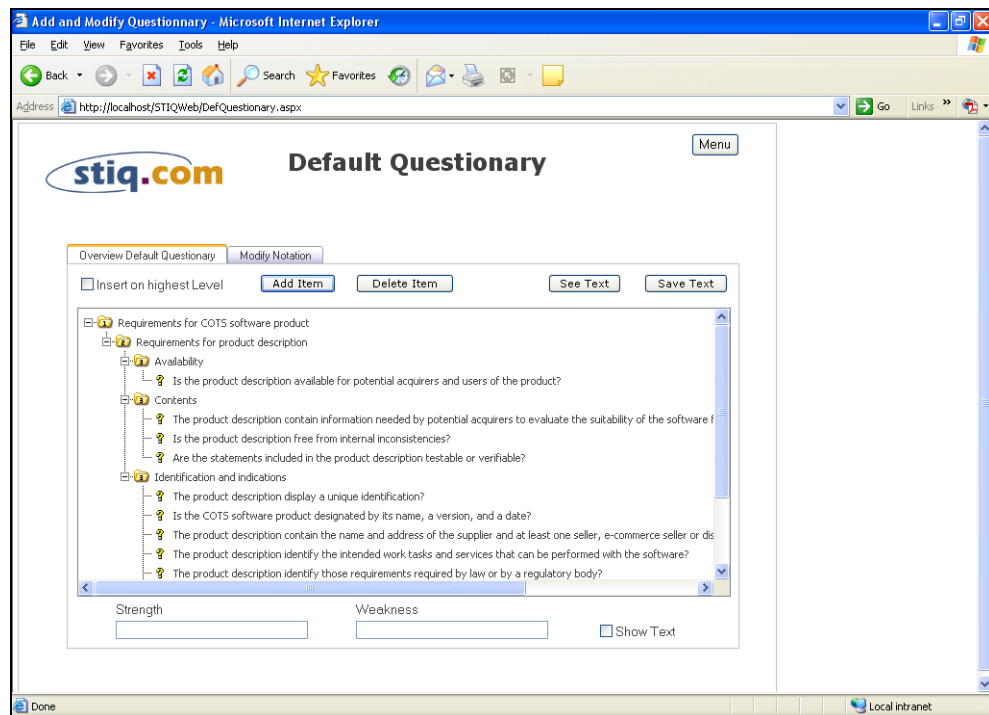 Add and Modify Questionnary - Microsoft Internet Explorer
File Edit View Favorites Tools Help
Back Search Favorites
Address http://localhost/STIQWeb/DefQuestionary.aspx Go Links »
Menu
stiq.com Default Questionary
Overview Default Questionary Modify Notation
Insert on highest Level Add Item Delete Item See Text Save Text
1 Requirements for COTS software product
2 Requirements for product description
3 Availability
? Is the product description available for potential acquirers and users of the product?
3 Contents
? The product description contain information needed by potential acquirers to evaluate the suitability of the software f
? Is the product description free from internal inconsistencies?
? Are the statements included in the product description testable or verifiable?
3 Identification and indications
? The product description display a unique identification?
? Is the COTS software product designated by its name, a version, and a date?
? The product description contain the name and address of the supplier and at least one seller, e-commerce seller or dis
? The product description identify the intended work tasks and services that can be performed with the software?
? The product description identify those requirements required by law or by a regulatory body?
Strength Weakness
Show Text
Done Local intranet